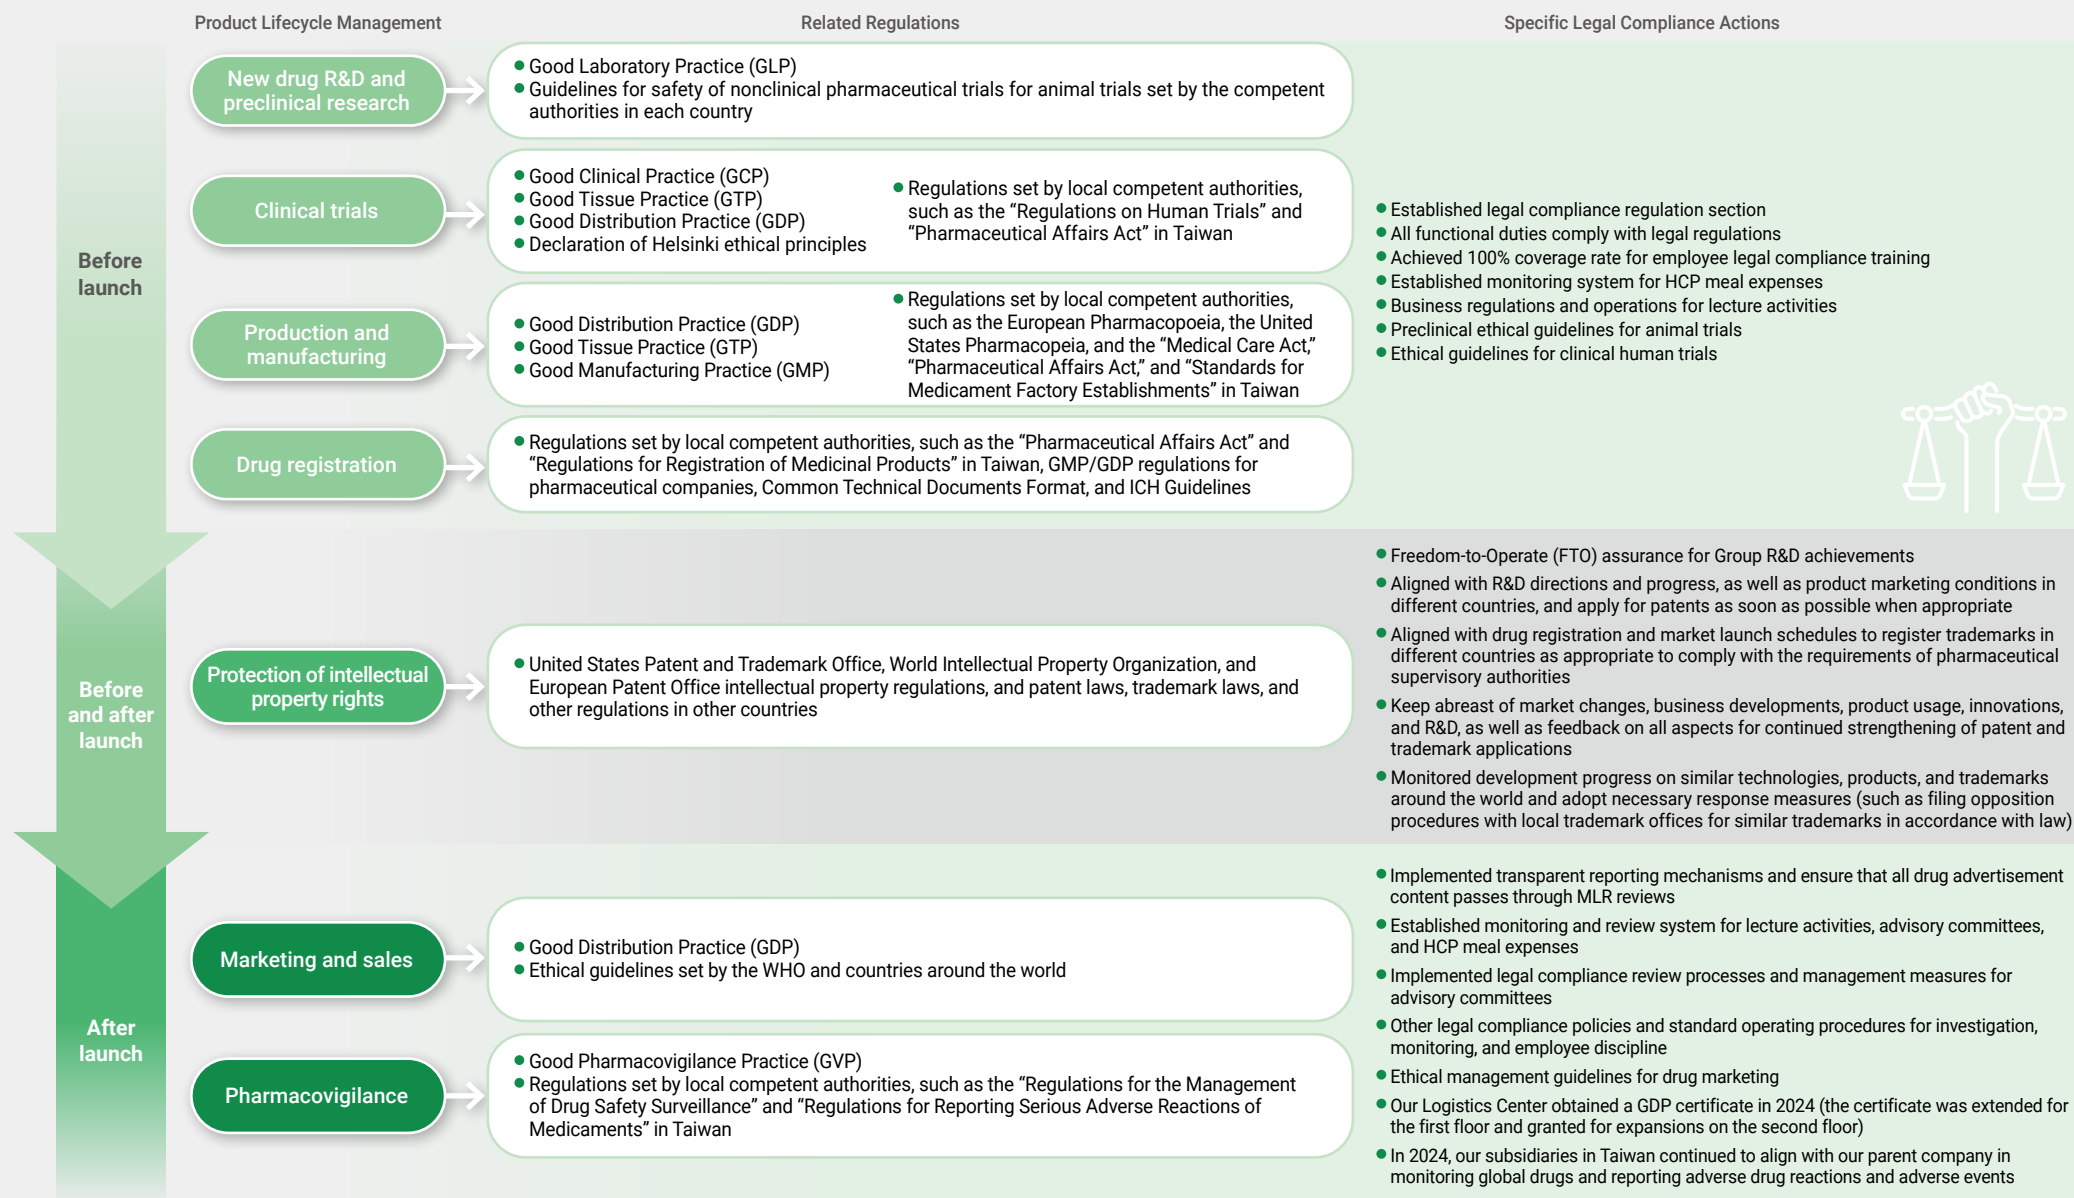 Product Lifecycle Management
Related Regulations
Specific Legal Compliance Actions
Before
launch
New drug R&D and
preclinical research
Good Laboratory Practice (GLP)
Guidelines for safety of nonclinical pharmaceutical trials for animal trials set by the competent
authorities in each country
Clinical trials
Good Clinical Practice (GCP)
Good Tissue Practice (GTP)
Good Distribution Practice (GDP)
Declaration of Helsinki ethical principles
Regulations set by local competent authorities,
such as the “Regulations on Human Trials” and
“Pharmaceutical Affairs Act” in Taiwan
Production and
manufacturing
Good Distribution Practice (GDP)
Good Tissue Practice (GTP)
Good Manufacturing Practice (GMP)
Regulations set by local competent authorities,
such as the European Pharmacopoeia, the United
States Pharmacopeia, and the “Medical Care Act,”
“Pharmaceutical Affairs Act,” and “Standards for
Medicament Factory Establishments” in Taiwan
Drug registration
Regulations set by local competent authorities, such as the “Pharmaceutical Affairs Act” and
“Regulations for Registration of Medicinal Products” in Taiwan, GMP/GDP regulations for
pharmaceutical companies, Common Technical Documents Format, and ICH Guidelines
Established legal compliance regulation section
All functional duties comply with legal regulations
Achieved 100% coverage rate for employee legal compliance training
Established monitoring system for HCP meal expenses
Business regulations and operations for lecture activities
Preclinical ethical guidelines for animal trials
Ethical guidelines for clinical human trials
Before
and after
launch
Protection of intellectual
property rights
United States Patent and Trademark Office, World Intellectual Property Organization, and
European Patent Office intellectual property regulations, and patent laws, trademark laws, and
other regulations in other countries
Freedom-to-Operate (FTO) assurance for Group R&D achievements
Aligned with R&D directions and progress, as well as product marketing conditions in
different countries, and apply for patents as soon as possible when appropriate
Aligned with drug registration and market launch schedules to register trademarks in
different countries as appropriate to comply with the requirements of pharmaceutical
supervisory authorities
Keep abreast of market changes, business developments, product usage, innovations,
and R&D, as well as feedback on all aspects for continued strengthening of patent and
trademark applications
Monitored development progress on similar technologies, products, and trademarks
around the world and adopt necessary response measures (such as filing opposition
procedures with local trademark offices for similar trademarks in accordance with law)
After
launch
Marketing and sales
Good Distribution Practice (GDP)
Ethical guidelines set by the WHO and countries around the world
Pharmacovigilance
Good Pharmacovigilance Practice (GVP)
Regulations set by local competent authorities, such as the “Regulations for the Management
of Drug Safety Surveillance” and “Regulations for Reporting Serious Adverse Reactions of
Medicaments” in Taiwan
Implemented transparent reporting mechanisms and ensure that all drug advertisement
content passes through MLR reviews
Established monitoring and review system for lecture activities, advisory committees,
and HCP meal expenses
Implemented legal compliance review processes and management measures for
advisory committees
Other legal compliance policies and standard operating procedures for investigation,
monitoring, and employee discipline
Ethical management guidelines for drug marketing
Our Logistics Center obtained a GDP certificate in 2024 (the certificate was extended for
the first floor and granted for expansions on the second floor)
In 2024, our subsidiaries in Taiwan continued to align with our parent company in
monitoring global drugs and reporting adverse drug reactions and adverse events